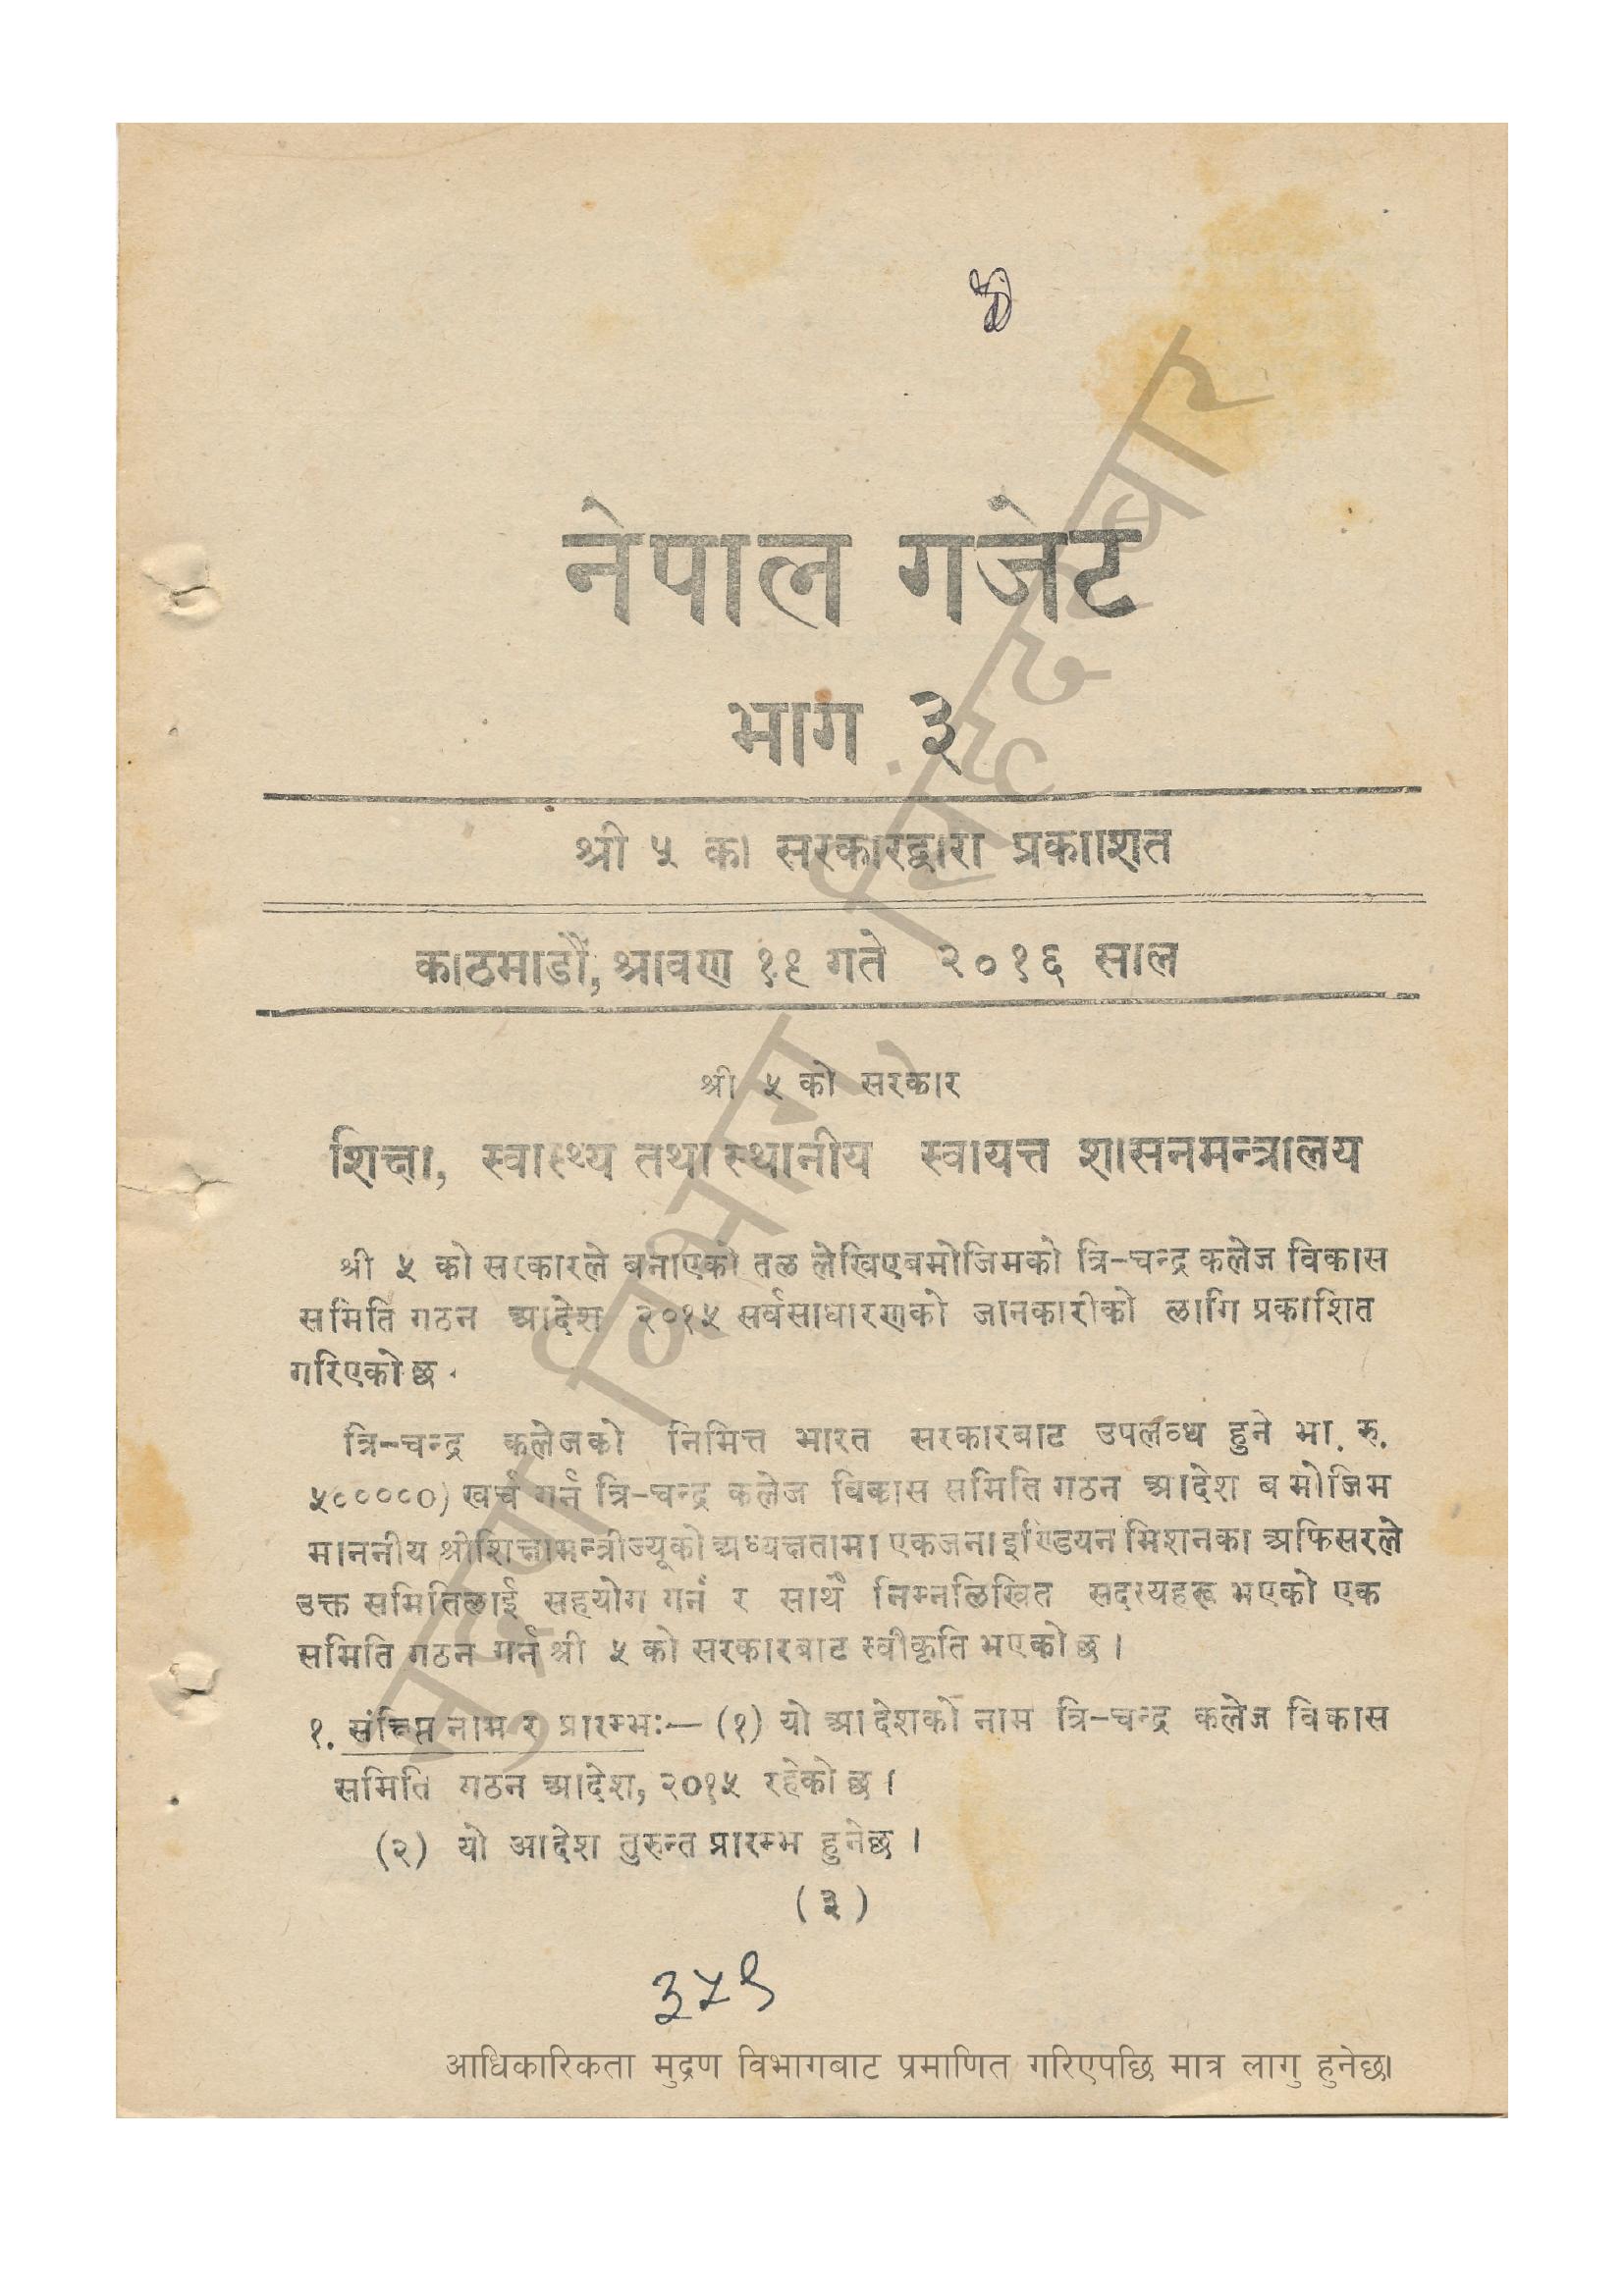 नेपाल गजेट
भाग ३
श्री ५ का सरकारद्वारा प्रकााशत
काठमाडौं, श्रावण १९ गते २०१६ साल
श्री ५ को सरकार
शिक्षा, स्वास्थ्य तथा स्थानीय स्वायत्त शासनमन्त्रालय
श्री ५ को सरकारले बनाएको तल लेखिएबमोजिमको त्रि-चन्द्र कलेज विकास
समिति गठन आदेश २०१५ सर्वसाधारणको जानकारीको लागि प्रकाशित
गरिएको छ.
त्रि-चन्द्र कलेजको निमित्त भारत सरकारबाट उपलव्ध हुने भा. रु.
५०००००) खर्च गर्न त्रि-चन्द्र कलेज विकास समिति गठन आदेश बमोजिम
माननीय श्रीशिक्षामन्त्रीज्यूको अध्यक्षतामा एकजना इण्डियन मिशनका अफिसरले
उक्त समितिलाई सहयोग गर्न र साथै निम्नलिखित सदस्यहरू भएको एक
समिति गठन गर्न श्री ५ को सरकारबाट स्वीकृति भएको छ ।
१. संक्षिप्त नाम र प्रारम्भ:— (१) यो आदेशको नाम त्रि-चन्द्र कलेज विकास
समिति गठन आदेश, २०१५ रहेको छ ।
(२) यो आदेश तुरुन्त प्रारम्भ हुनेछ ।
(३)
३५९
आधिकारिकता मुद्रण विभागबाट प्रमाणित गरिएपछि मात्र लागु हुनेछ।